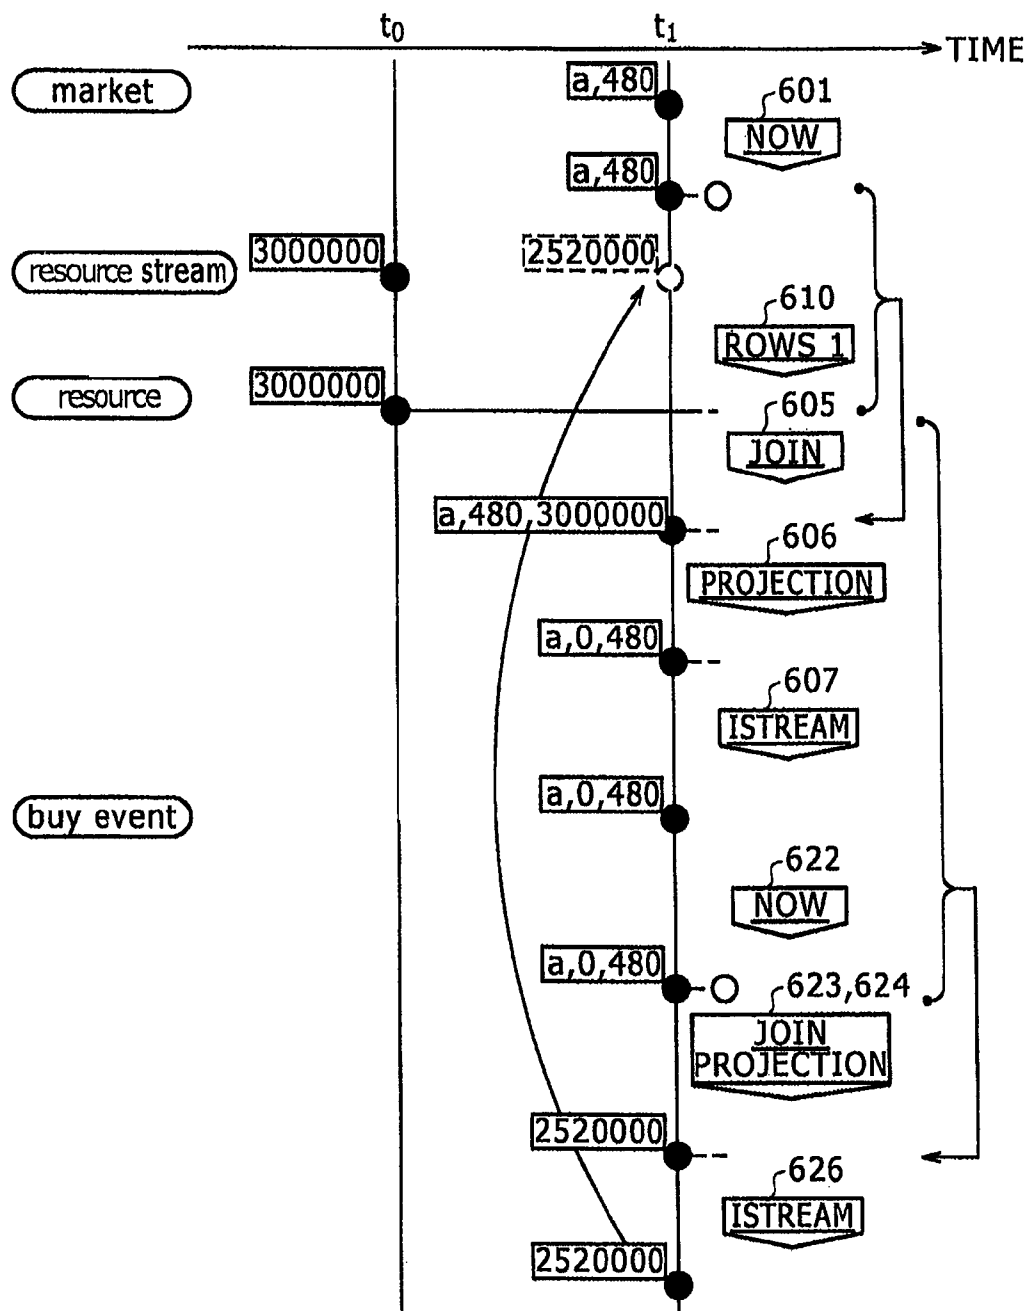 t0 t1
TIME
market
a,480
601
NOW
a,480
resource stream
3000000
2520000
610
ROWS 1
resource
3000000
605
JOIN
a,480,3000000
606
PROJECTION
a,0,480
607
ISTREAM
buy event
a,0,480
622
NOW
a,0,480
623,624
JOIN
PROJECTION
2520000
626
ISTREAM
2520000